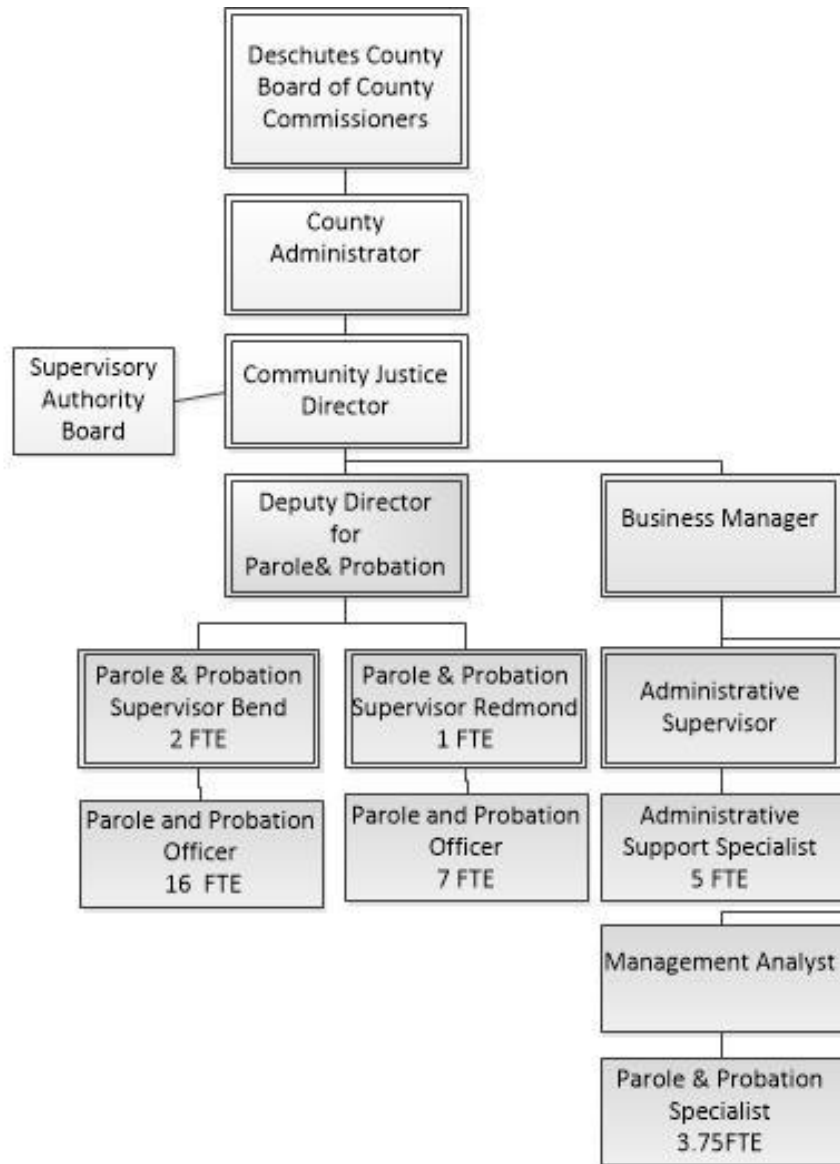 Deschutes County
Board of County
Commissioners
County
Administrator
Supervisory
Authority
Board
Community Justice
Director
Deputy Director
for
Parole& Probation
Business Manager
Parole & Probation
Supervisor Bend
2 FTE
Parole & Probation
Supervisor Redmond
1 FTE
Administrative
Supervisor
Parole and Probation
Officer
16 FTE
Parole and Probation
Officer
7 FTE
Administrative
Support Specialist
5 FTE
Management Analyst
Parole & Probation
Specialist
3.75FTE